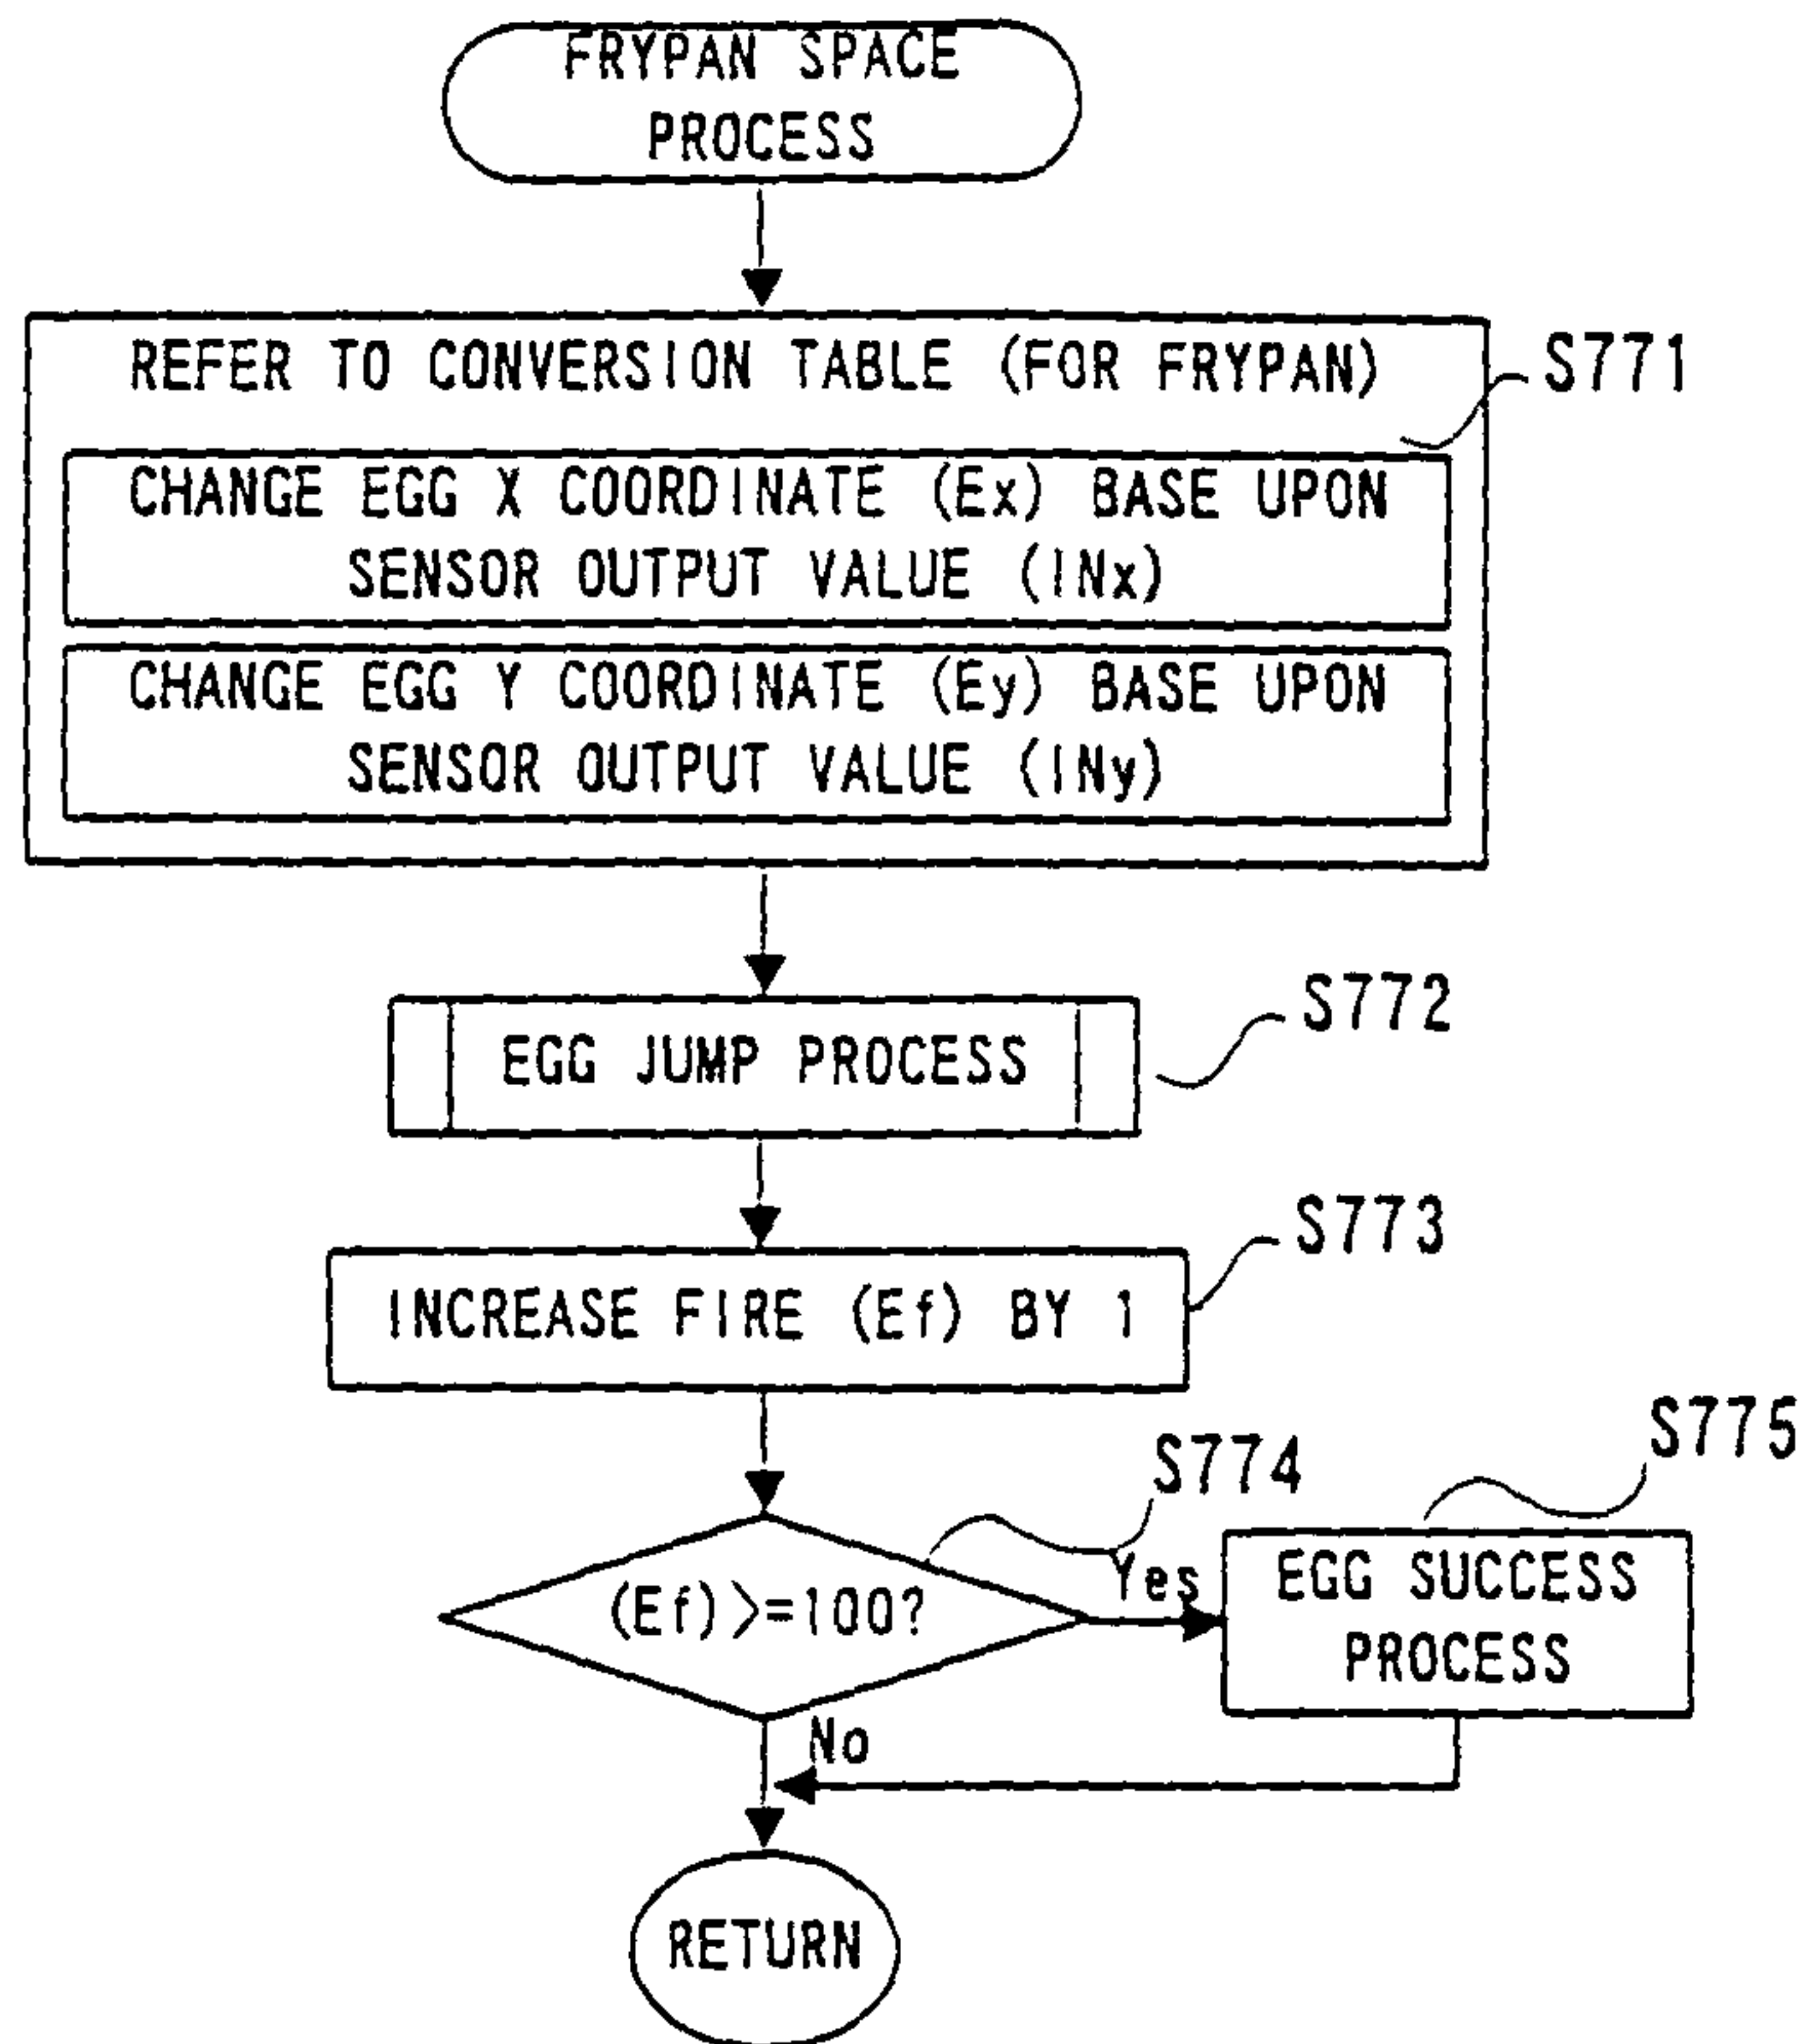 FRYPAN SPACE
PROCESS
REFER TO CONVERSION TABLE (FOR FRYPAN)
S771
CHANGE EGG X COORDINATE (Ex) BASE UPON
SENSOR OUTPUT VALUE (INx)
CHANGE EGG Y COORDINATE (Ey) BASE UPON
SENSOR OUTPUT VALUE (INy)
S772
EGG JUMP PROCESS
S773
INCREASE FIRE (Ef) BY 1
S774
S775
(Ef)>=100?
Yes
EGG SUCCESS
PROCESS
No
RETURN